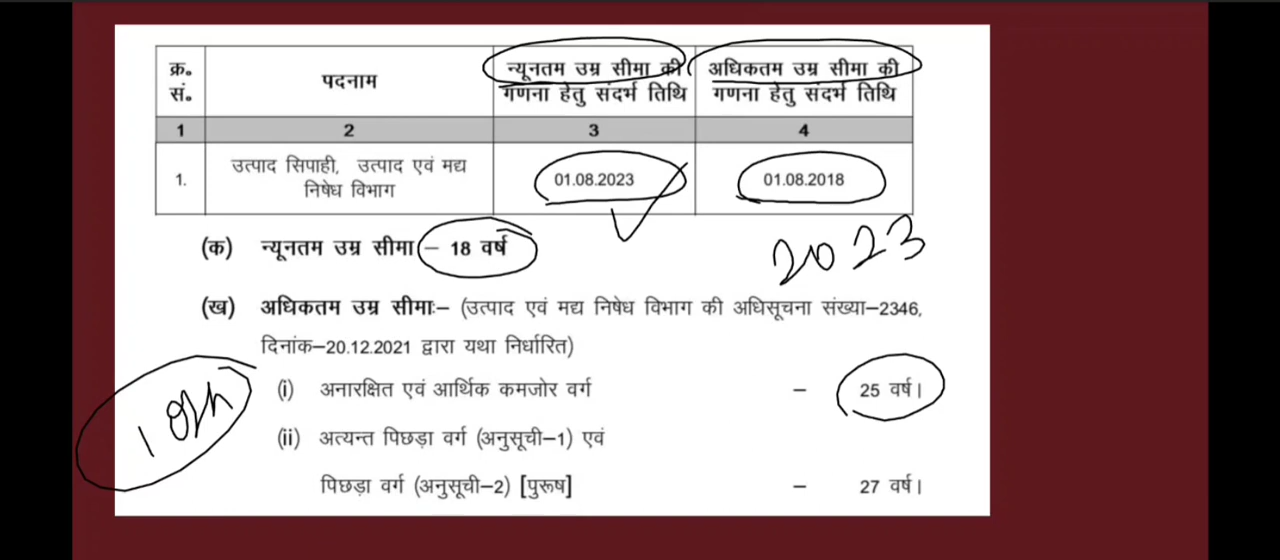 क्र॰ सं॰ | पदनाम | न्यूनतम उम्र सीमा की गणना हेतु संदर्भ तिथि | अधिकतम उम्र सीमा की गणना हेतु संदर्भ तिथि
1 | 2 | 3 | 4
1. | उत्पाद सिपाही, उत्पाद एवं मद्य निषेध विभाग | 01.08.2023 | 01.08.2018
2023
(क) न्यूनतम उम्र सीमा – 18 वर्ष
(ख) अधिकतम उम्र सीमाः– (उत्पाद एवं मद्य निषेध विभाग की अधिसूचना संख्या–2346,
दिनांक–20.12.2021 द्वारा यथा निर्धारित)
(i) अनारक्षित एवं आर्थिक कमजोर वर्ग – 25 वर्ष।
(ii) अत्यन्त पिछड़ा वर्ग (अनुसूची–1) एवं
पिछड़ा वर्ग (अनुसूची–2) [पुरूष] – 27 वर्ष।